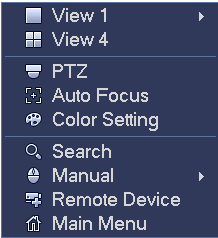 View 1
View 4
PTZ
Auto Focus
Color Setting
Search
Manual
Remote Device
Main Menu